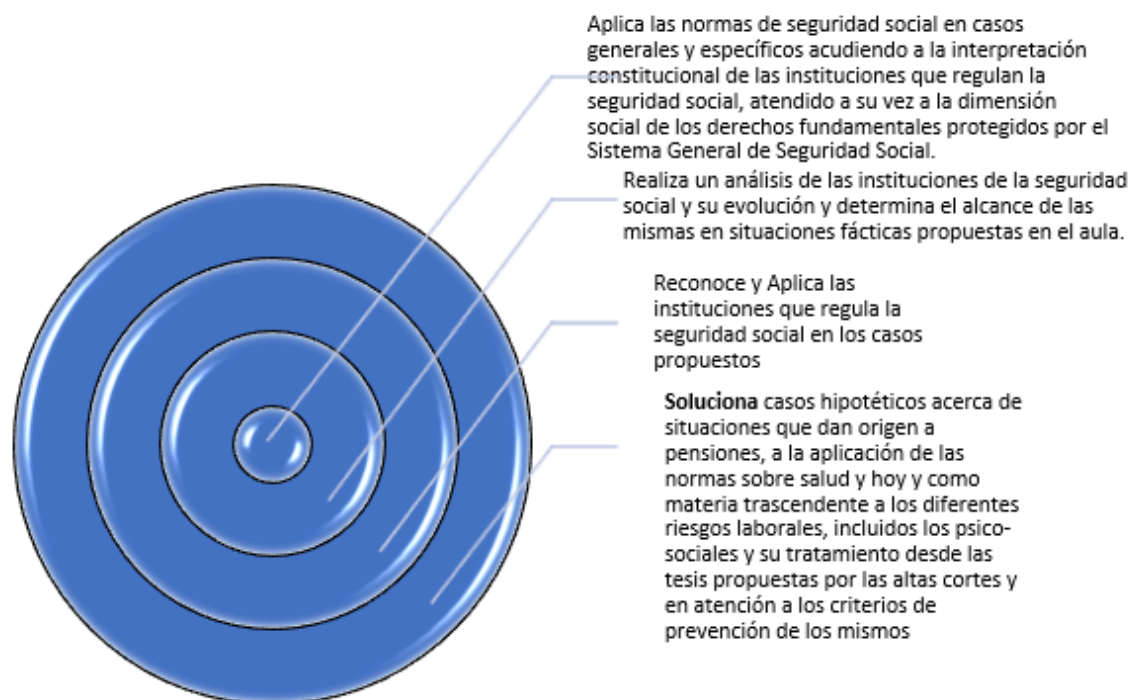 Aplica las normas de seguridad social en casos
generales y específicos acudiendo a la interpretación
constitucional de las instituciones que regulan la
seguridad social, atendido a su vez a la dimensión
social de los derechos fundamentales protegidos por el
Sistema General de Seguridad Social.
Realiza un análisis de las instituciones de la seguridad
social y su evolución y determina el alcance de las
mismas en situaciones fácticas propuestas en el aula.
Reconoce y Aplica las
instituciones que regula la
seguridad social en los casos
propuestos
Soluciona casos hipotéticos acerca de
situaciones que dan origen a
pensiones, a la aplicación de las
normas sobre salud y hoy y como
materia trascendente a los diferentes
riesgos laborales, incluidos los psico-
sociales y su tratamiento desde las
tesis propuestas por las altas cortes y
en atención a los criterios de
prevención de los mismos